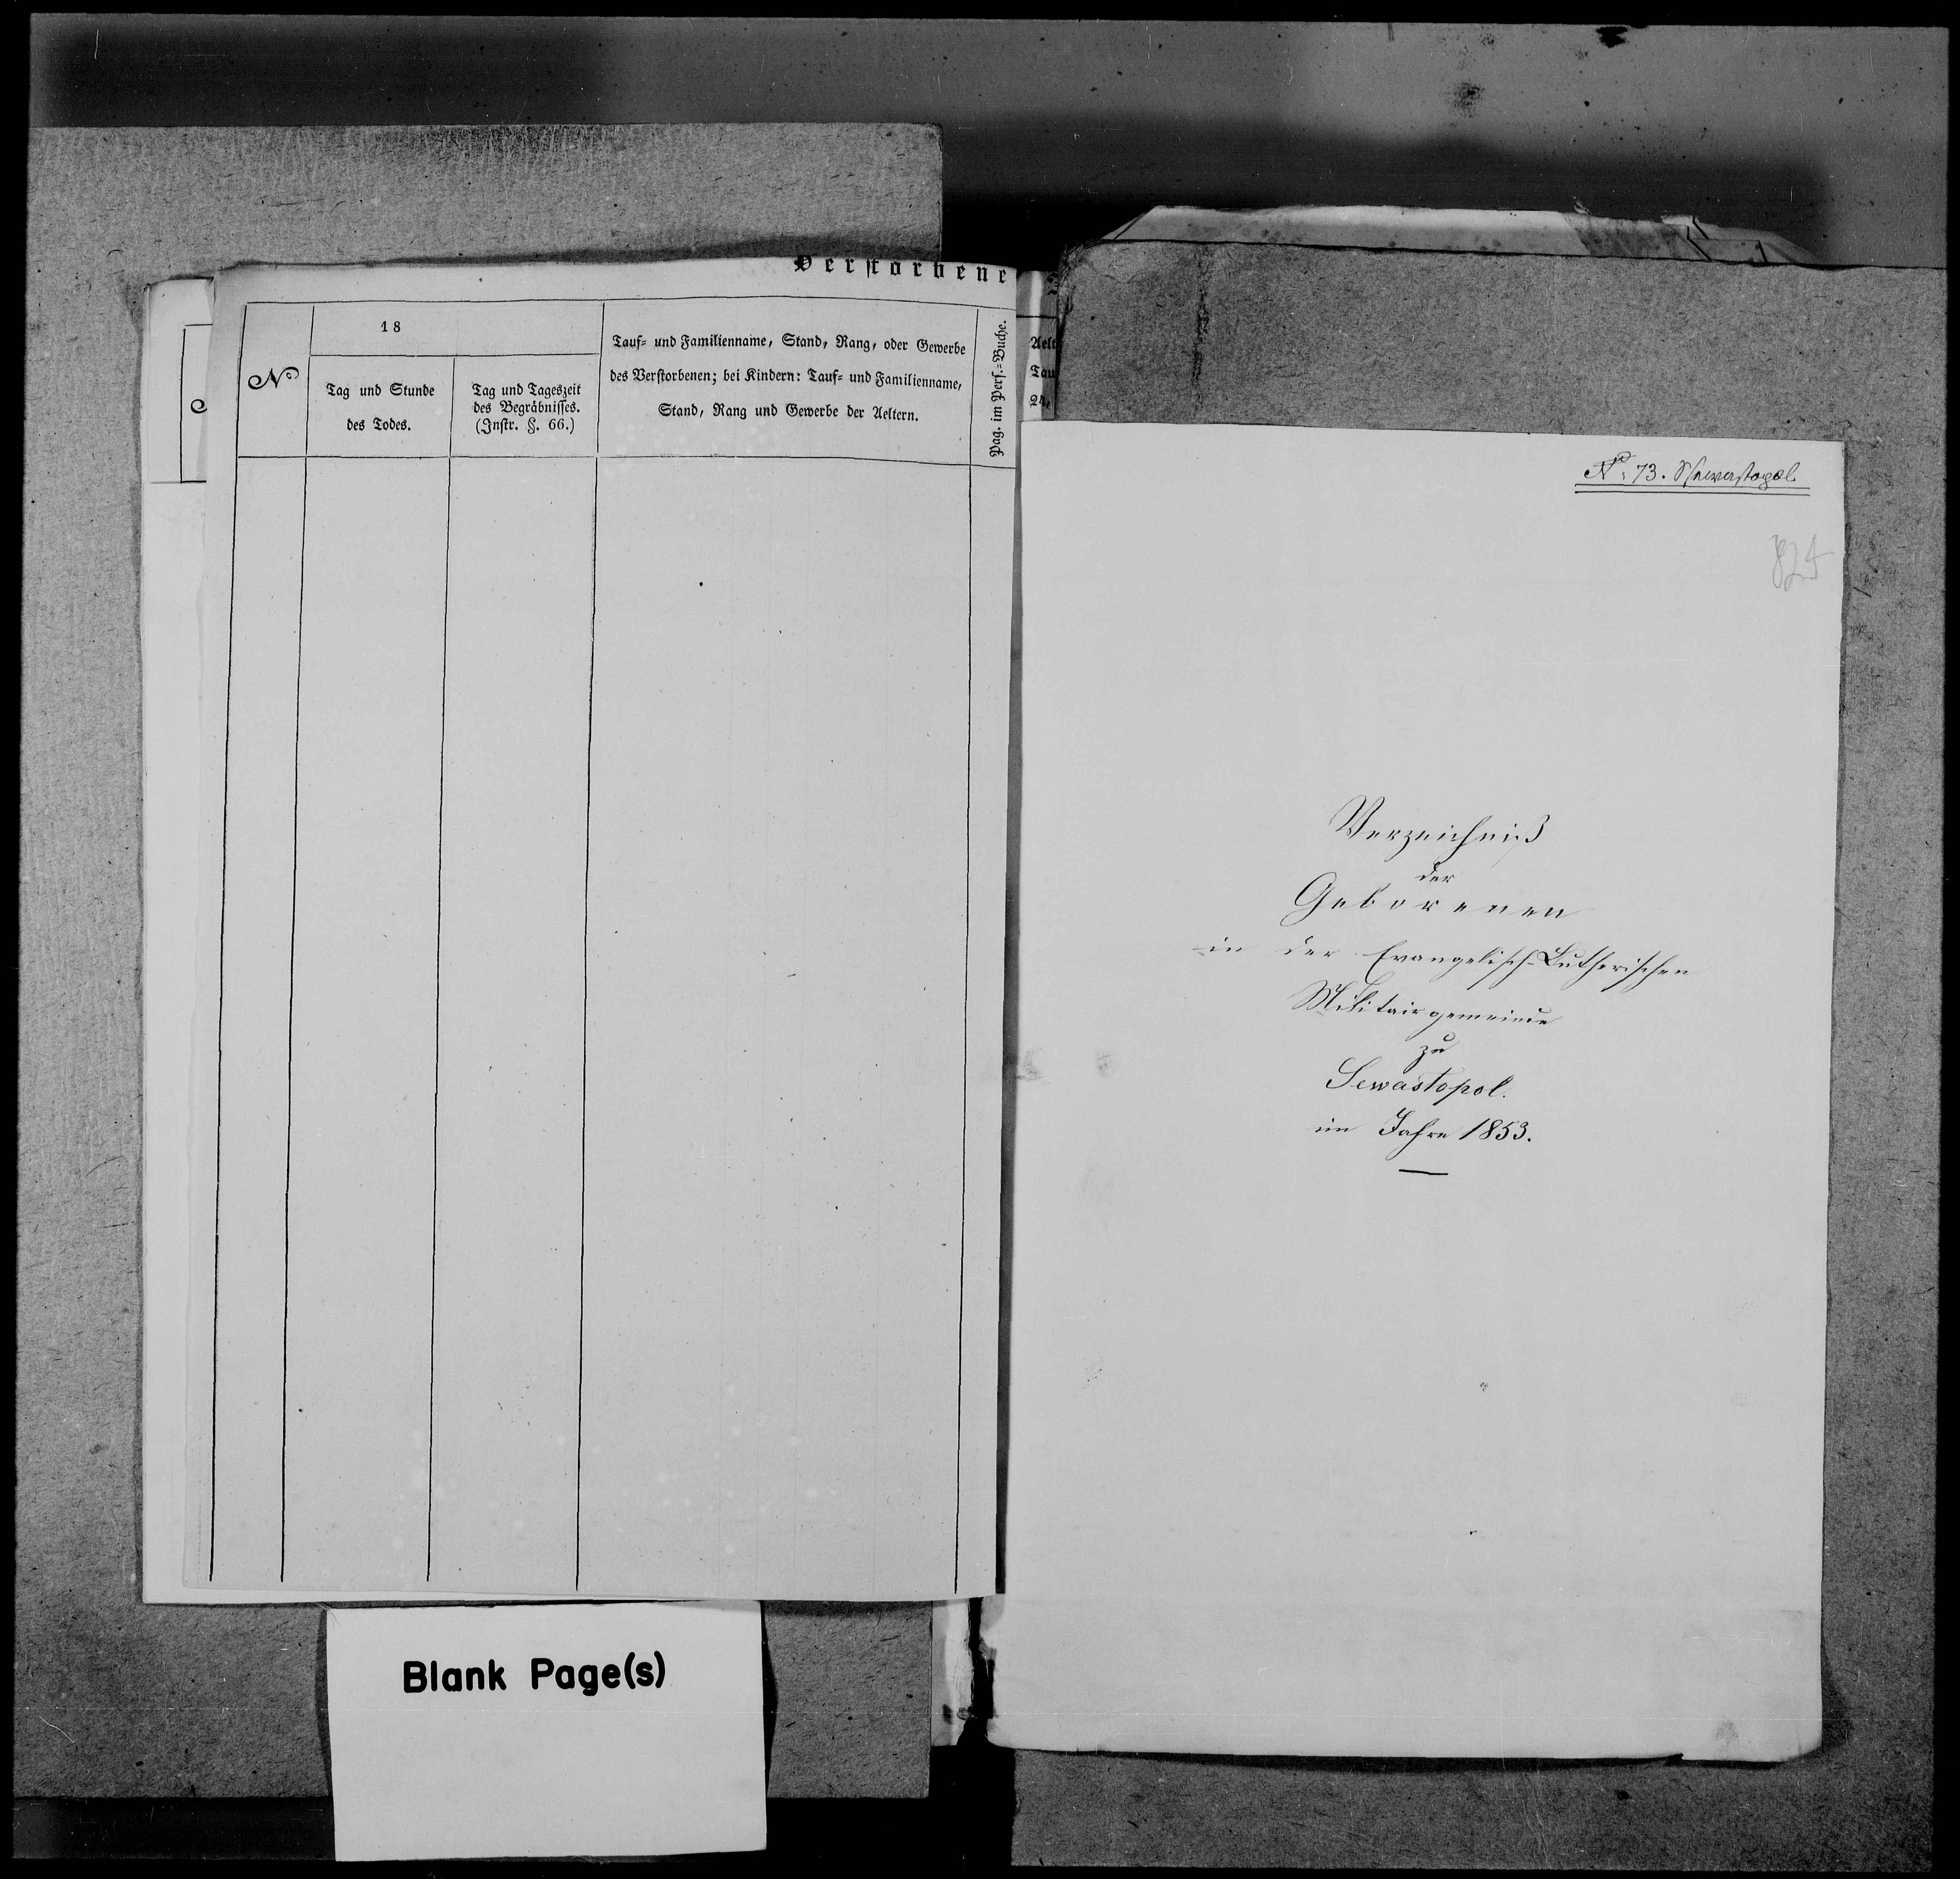 Verstorbene
No
18
Tag und Stunde
des Todes.
Tag und Tageszeit
des Begräbnisses.
(Instr. §. 66.)
Tauf- und Familienname, Stand, Rang, oder Gewerbe
des Verstorbenen; bei Kindern: Tauf- und Familienname,
Stand, Rang und Gewerbe der Aeltern.
Pag. im Pers.-Buche.
Aelt
Tau
24,
No 73.
825
Verzeichniß
der
Geborenen
in der Evangelisch-Lutherischen
Militairgemeinde
zu
Sewastopol.
im Jahre 1853.
Blank Page(s)